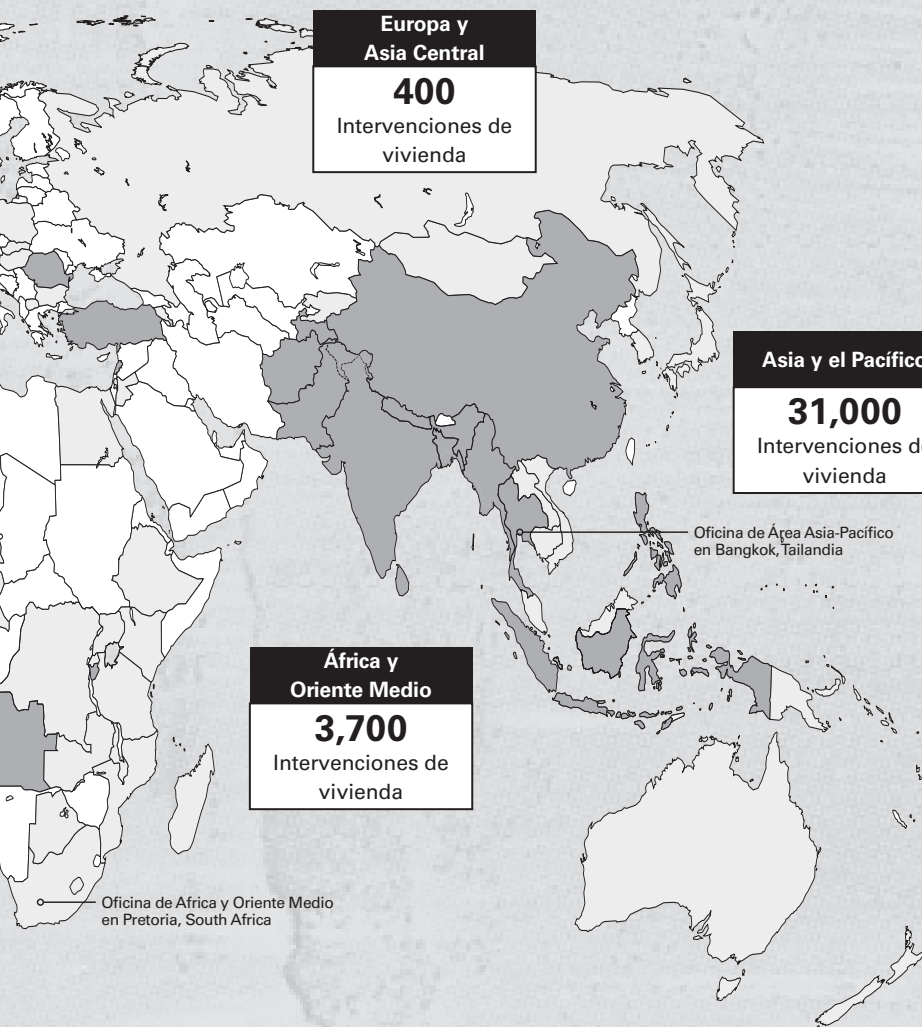 Europa y
Asia Central
400
Intervenciones de
vivienda
Asia y el Pacífico
31,000
Intervenciones de
vivienda
Oficina de Área Asia-Pacífico
en Bangkok, Tailandia
África y
Oriente Medio
3,700
Intervenciones de
vivienda
Oficina de Africa y Oriente Medio
en Pretoria, South Africa